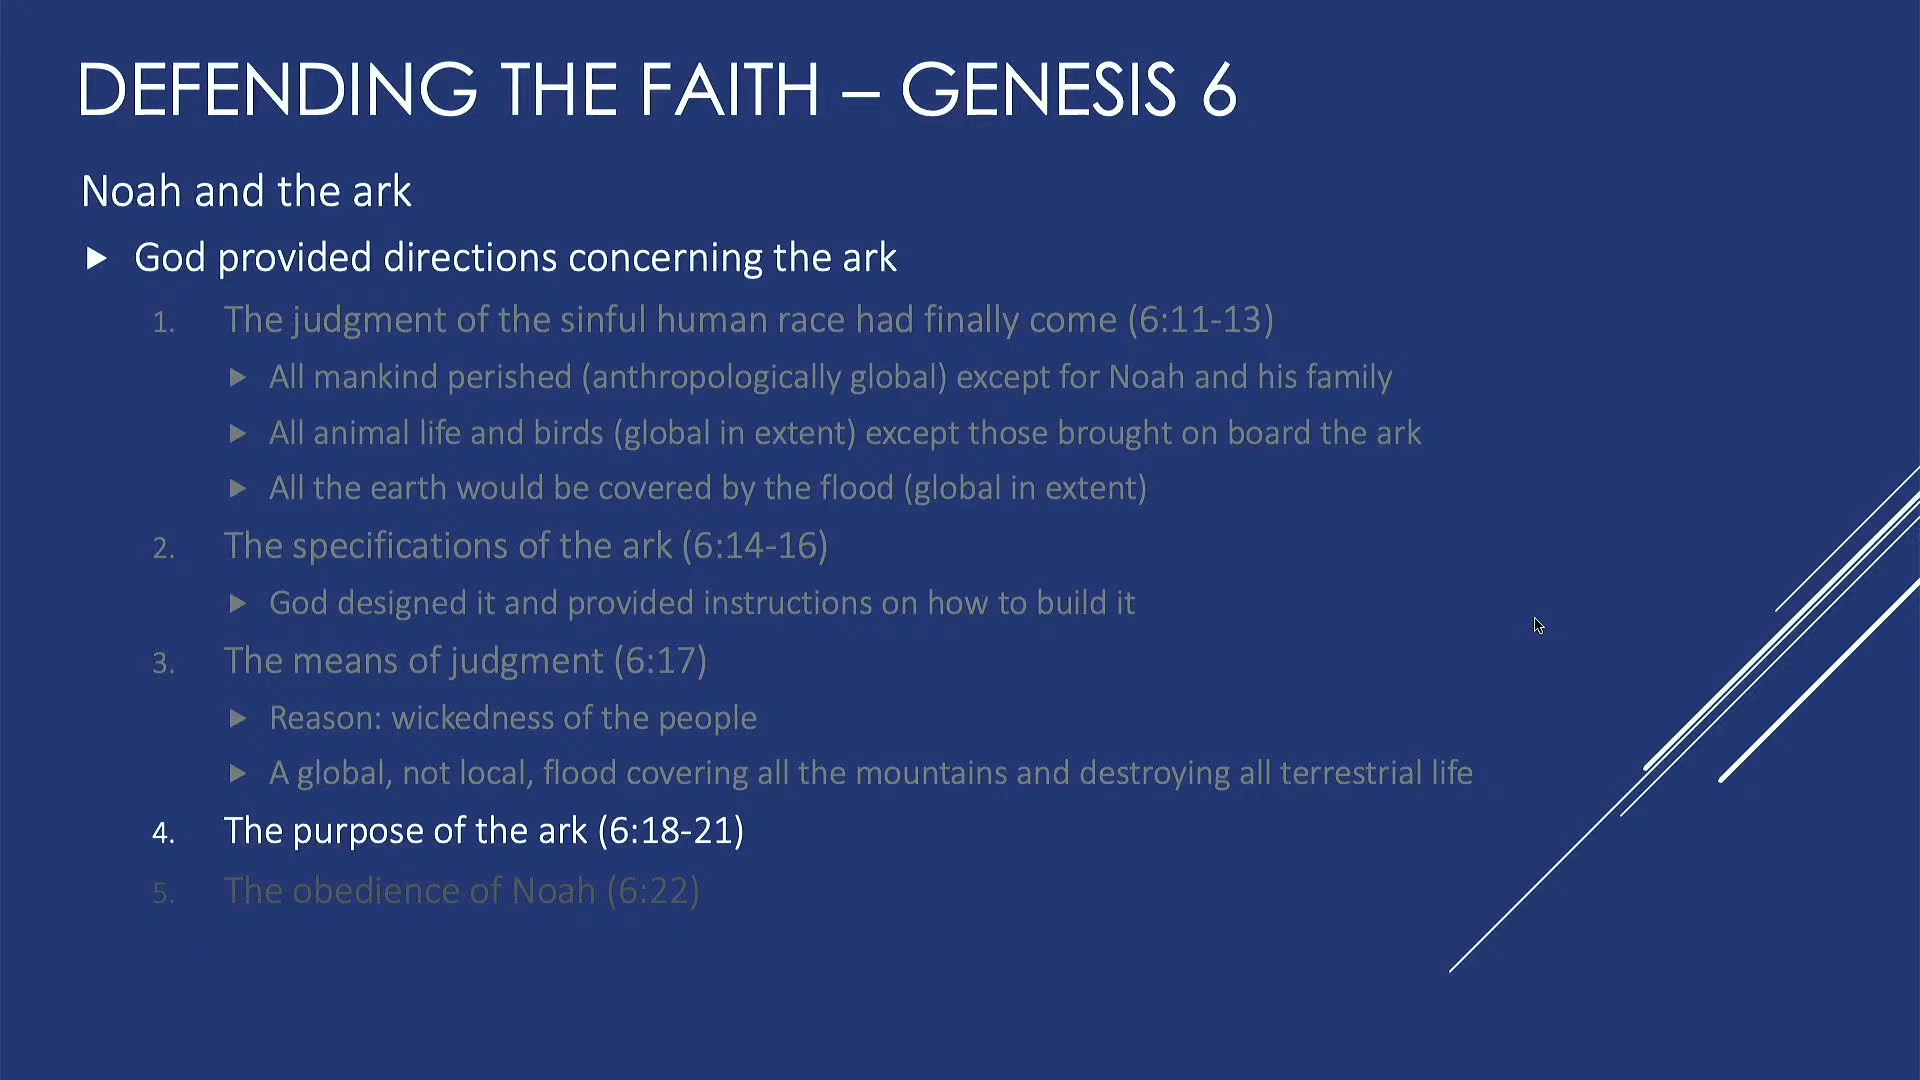 DEFENDING THE FAITH – GENESIS 6
Noah and the ark
▶ God provided directions concerning the ark
1. The judgment of the sinful human race had finally come (6:11-13)
▶ All mankind perished (anthropologically global) except for Noah and his family
▶ All animal life and birds (global in extent) except those brought on board the ark
▶ All the earth would be covered by the flood (global in extent)
2. The specifications of the ark (6:14-16)
▶ God designed it and provided instructions on how to build it
3. The means of judgment (6:17)
▶ Reason: wickedness of the people
▶ A global, not local, flood covering all the mountains and destroying all terrestrial life
4. The purpose of the ark (6:18-21)
5. The obedience of Noah (6:22)